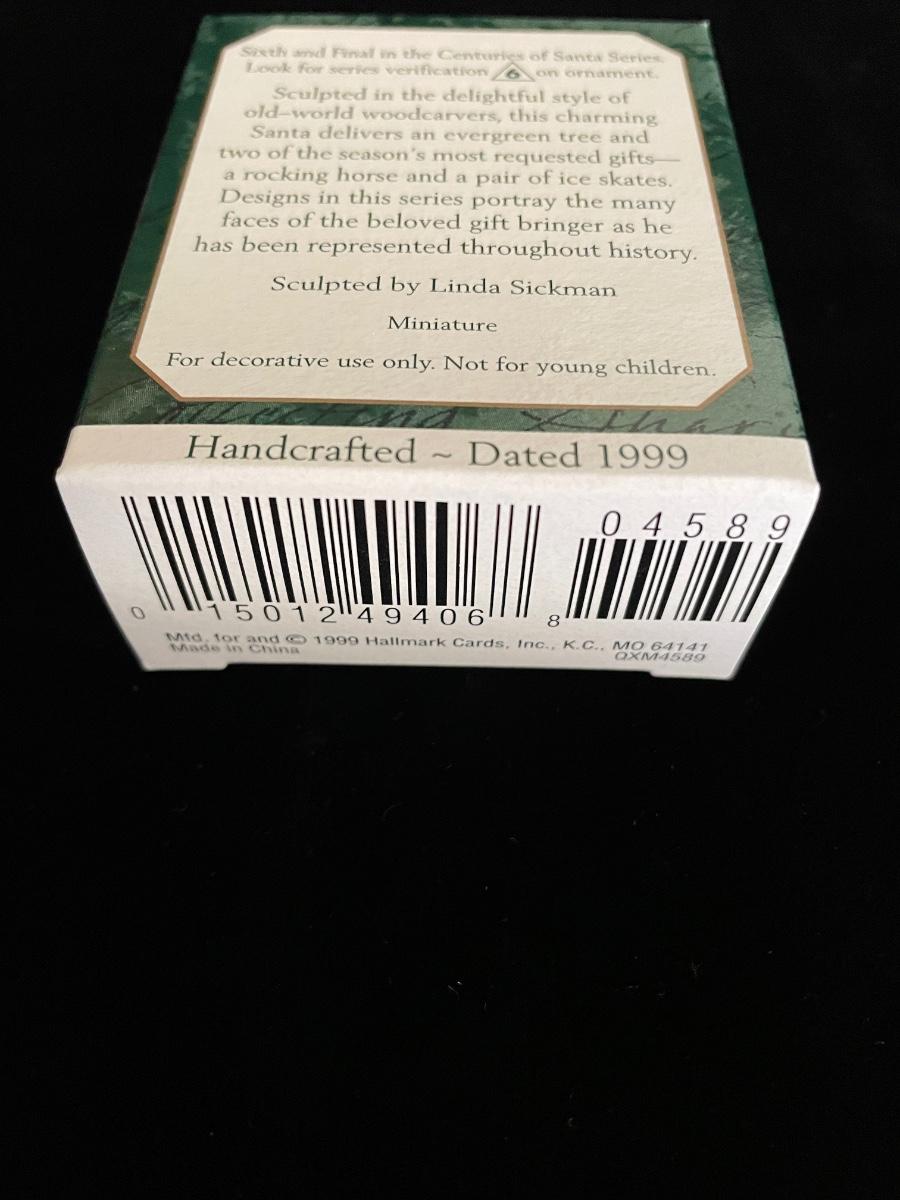 Sixth and Final in the Centuries of Santa Series.
Look for series verification 6 on ornament.
Sculpted in the delightful style of
old–world woodcarvers, this charming
Santa delivers an evergreen tree and
two of the season's most requested gifts—
a rocking horse and a pair of ice skates.
Designs in this series portray the many
faces of the beloved gift bringer as he
has been represented throughout history.
Sculpted by Linda Sickman
Miniature
For decorative use only. Not for young children.
Handcrafted ~ Dated 1999
04589
0 15012 49406 8
Mfd. for and © 1999 Hallmark Cards, Inc., K.C., MO 64141
Made in China
QXM4589